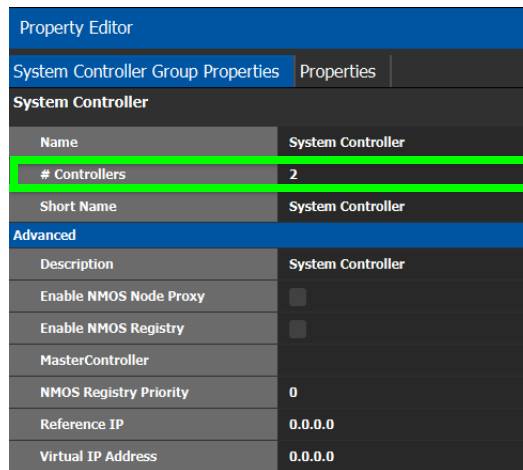 Property Editor
System Controller Group Properties Properties
System Controller
Name System Controller
# Controllers 2
Short Name System Controller
Advanced
Description System Controller
Enable NMOS Node Proxy
Enable NMOS Registry
MasterController
NMOS Registry Priority 0
Reference IP 0.0.0.0
Virtual IP Address 0.0.0.0